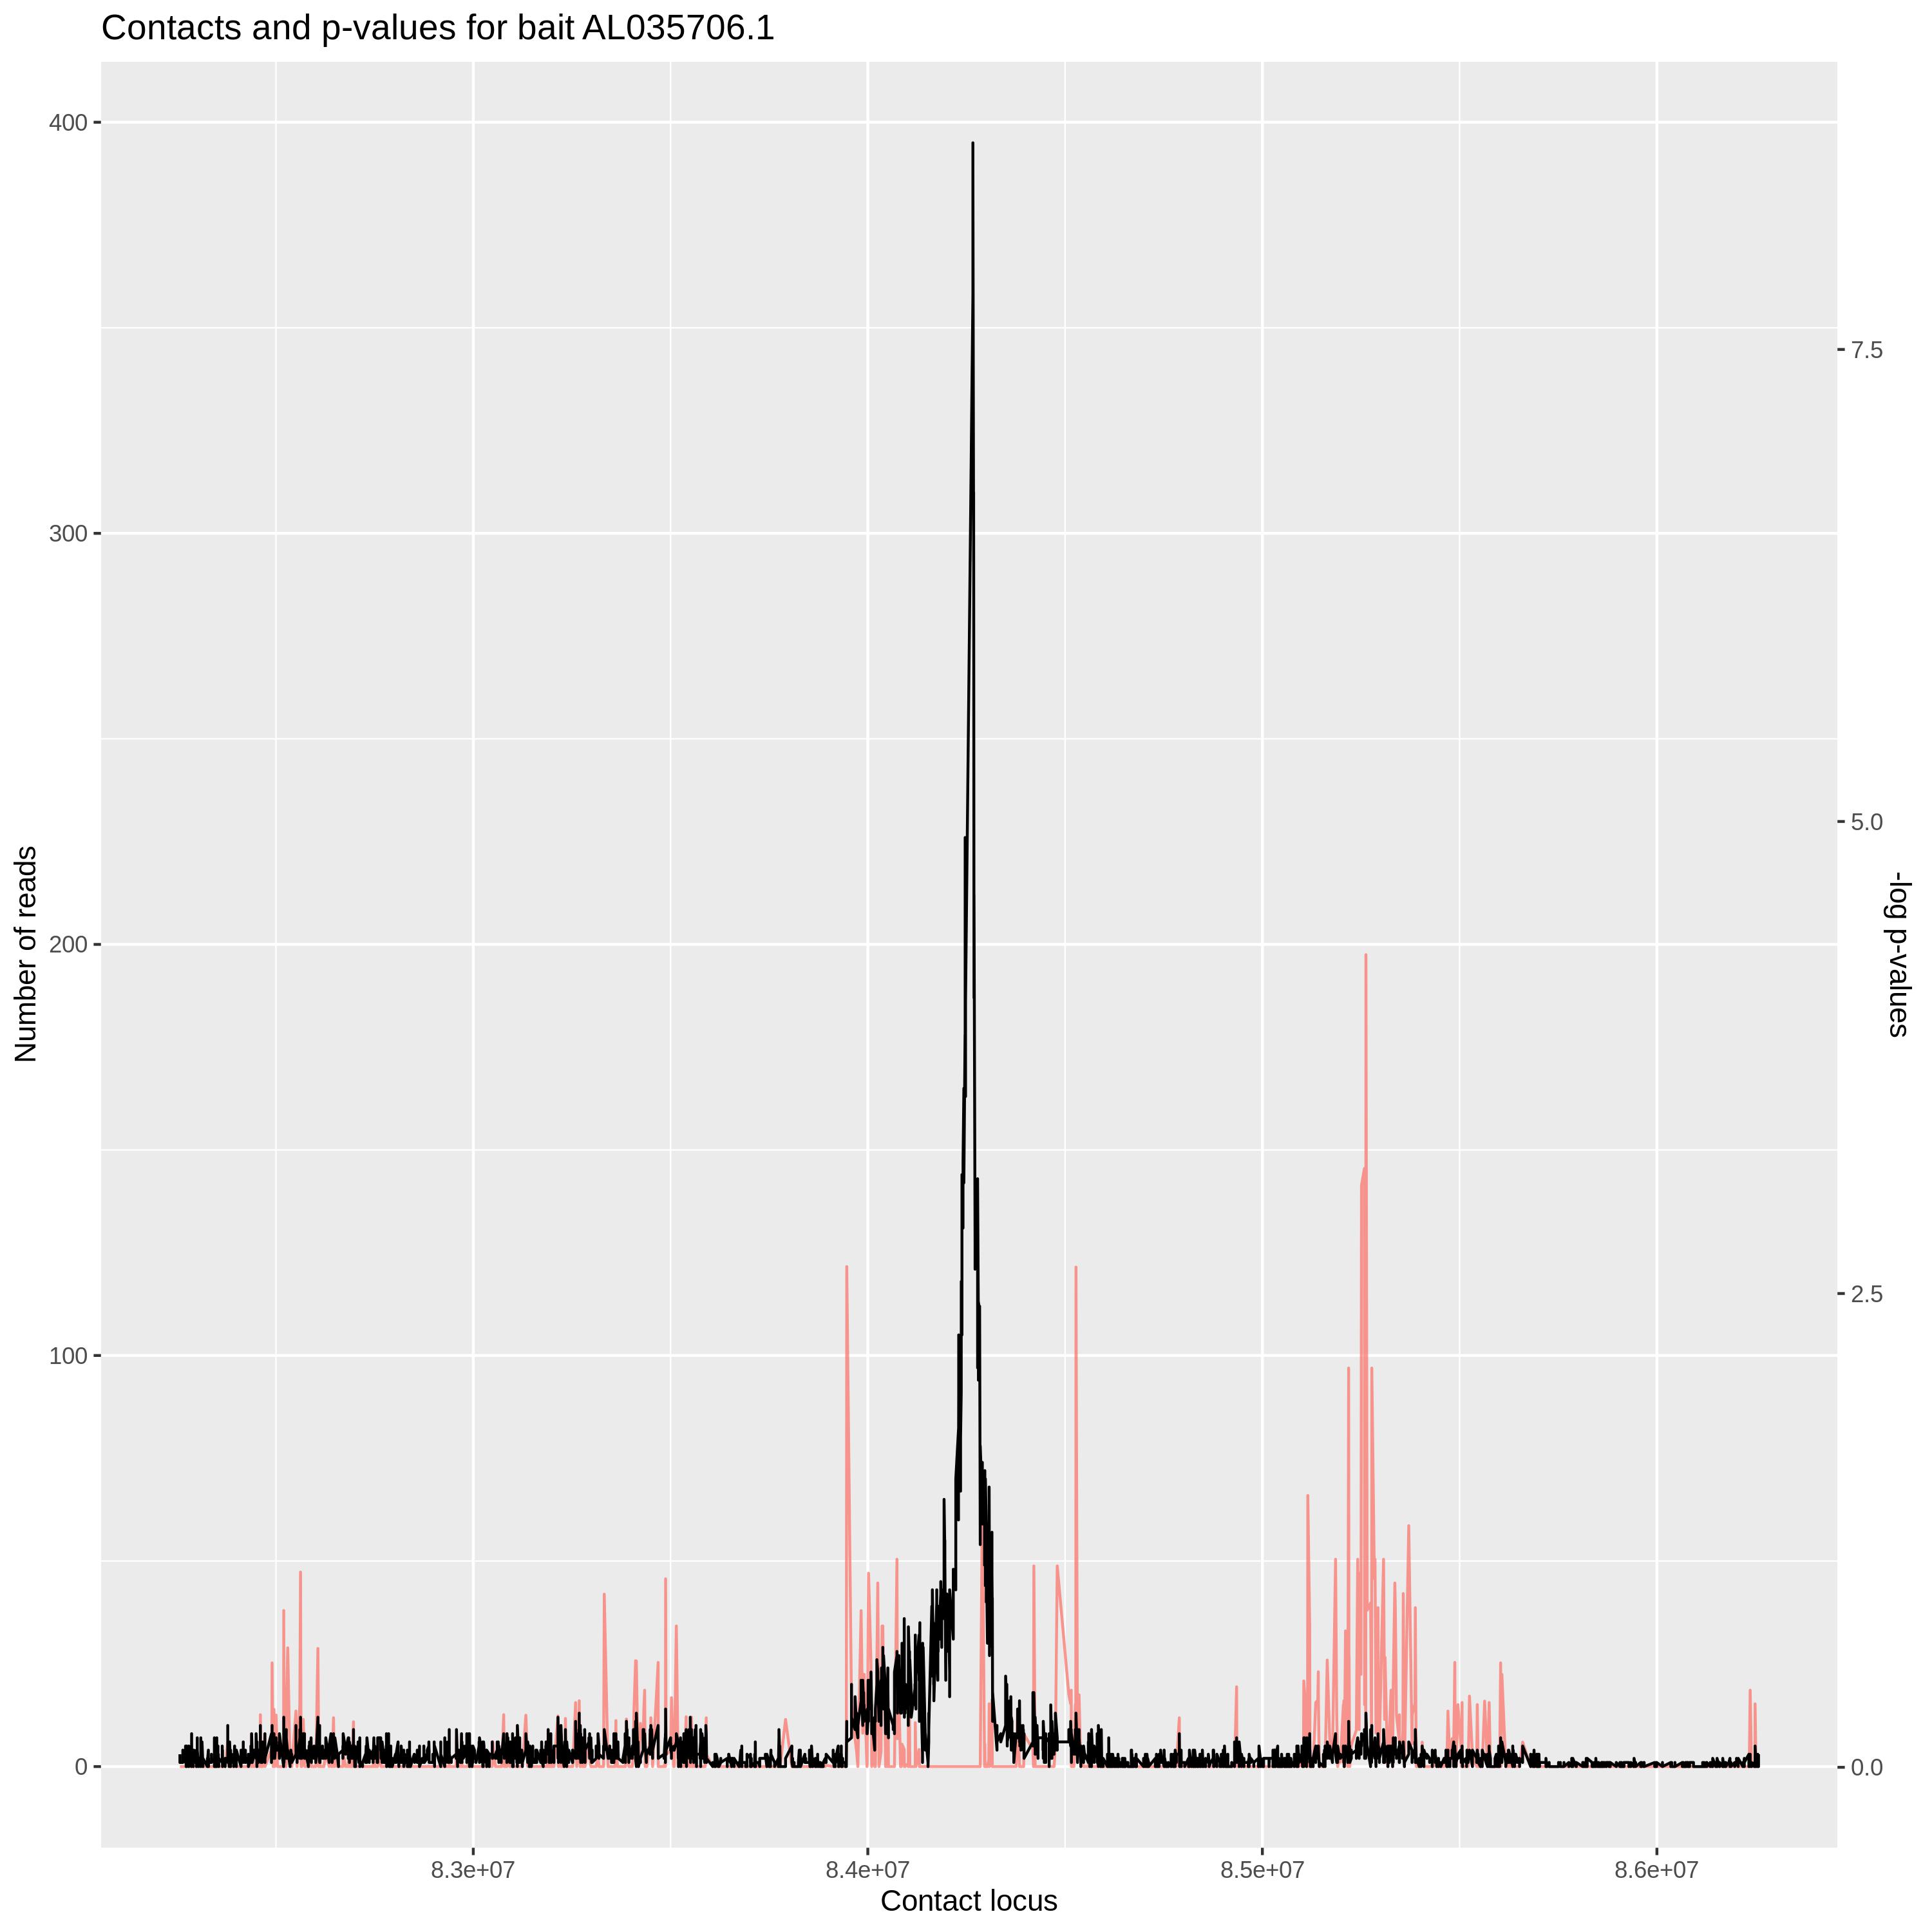 Contacts and p-values for bait AL035706.1
400
300
200
100
0
Number of reads
7.5
5.0
2.5
0.0
-log p-values
8.3e+07 8.4e+07 8.5e+07 8.6e+07
Contact locus